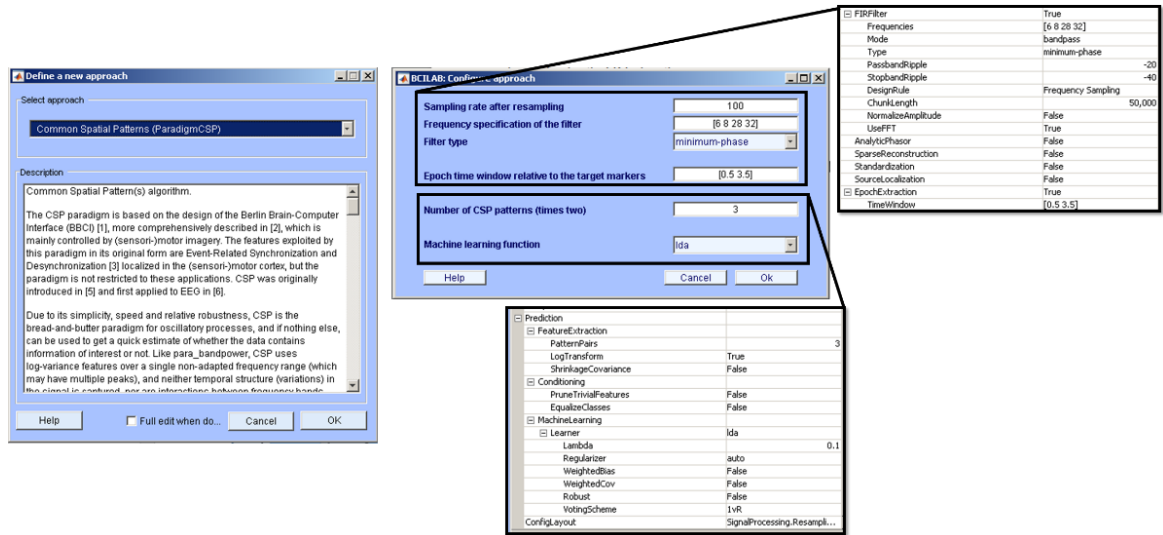 Define a new approach
Select approach
Common Spatial Patterns (ParadigmCSP)
Description
Common Spatial Pattern(s) algorithm.
The CSP paradigm is based on the design of the Berlin Brain-Computer
Interface (BBCI) [1], more comprehensively described in [2], which is
mainly controlled by (sensori-)motor imagery. The features exploited by
this paradigm in its original form are Event-Related Synchronization and
Desynchronization [3] localized in the (sensori-)motor cortex, but the
paradigm is not restricted to these applications. CSP was originally
introduced in [5] and first applied to EEG in [6].
Due to its simplicity, speed and relative robustness, CSP is the
bread-and-butter paradigm for oscillatory processes, and if nothing else,
can be used to get a quick estimate of whether the data contains
information of interest or not. Like para_bandpower, CSP uses
log-variance features over a single non-adapted frequency range (which
may have multiple peaks), and neither temporal structure (variations) in
the signal is captured, nor are interactions between frequency bands
Help
Full edit when do...
Cancel
OK
BCILAB: Configure approach
Sampling rate after resampling 100
Frequency specification of the filter [6 8 28 32]
Filter type minimum-phase
Epoch time window relative to the target markers [0.5 3.5]
Number of CSP patterns (times two) 3
Machine learning function lda
Help
Cancel
Ok
FIRFilter True
Frequencies [6 8 28 32]
Mode bandpass
Type minimum-phase
PassbandRipple -20
StopbandRipple -40
DesignRule Frequency Sampling
ChunkLength 50,000
NormalizeAmplitude False
UseFFT True
AnalyticPhasor False
SparseReconstruction False
Standardization False
SourceLocalization False
EpochExtraction True
TimeWindow [0.5 3.5]
Prediction
FeatureExtraction
PatternPairs 3
LogTransform True
ShrinkageCovariance False
Conditioning
PruneTrivialFeatures False
EqualizeClasses False
MachineLearning
Learner lda
Lambda 0.1
Regularizer auto
WeightedBias False
WeightedCov False
Robust False
VotingScheme 1vR
ConfigLayout SignalProcessing.Resampli...